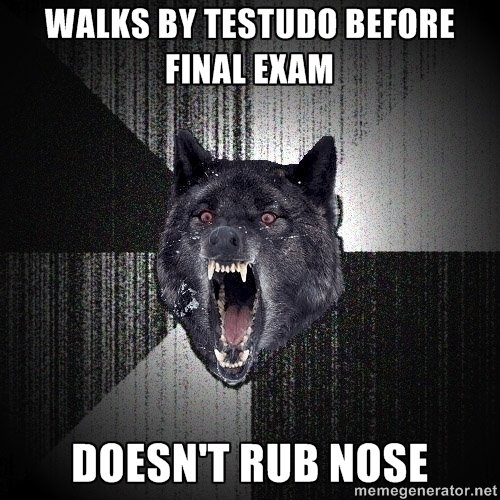 WALKS BY TESTUDO BEFORE
FINAL EXAM
DOESN'T RUB NOSE
memegenerator.net